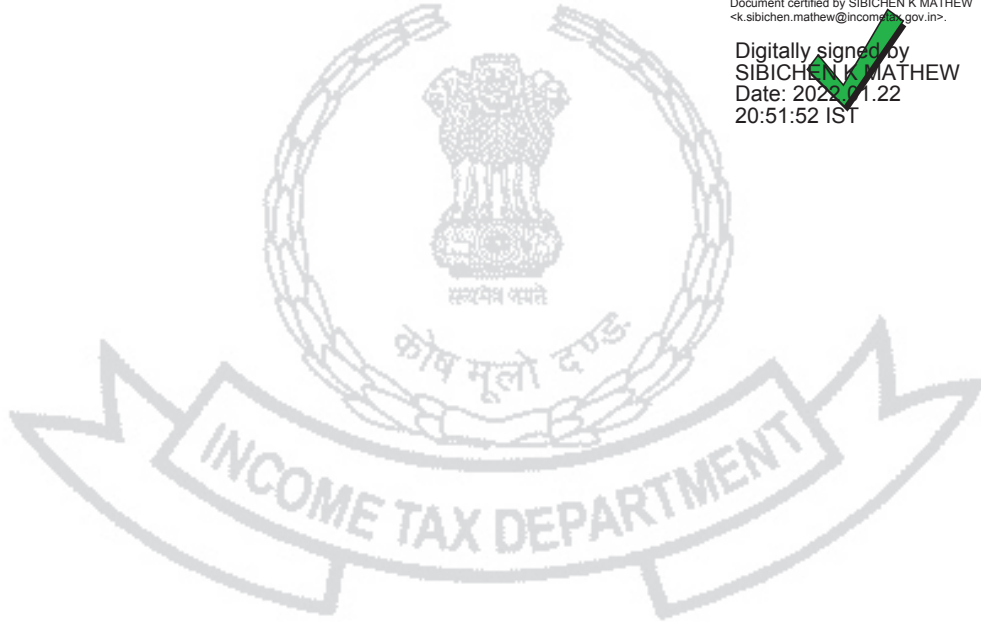 Document certified by SIBICHEN K MATHEW
<k.sibichen.mathew@incometax.gov.in>.
Digitally signed by
SIBICHEN K MATHEW
Date: 2022.01.22
20:51:52 IST
सत्यमेव जयते
कोष मूलो दण्ड
INCOME TAX DEPARTMENT